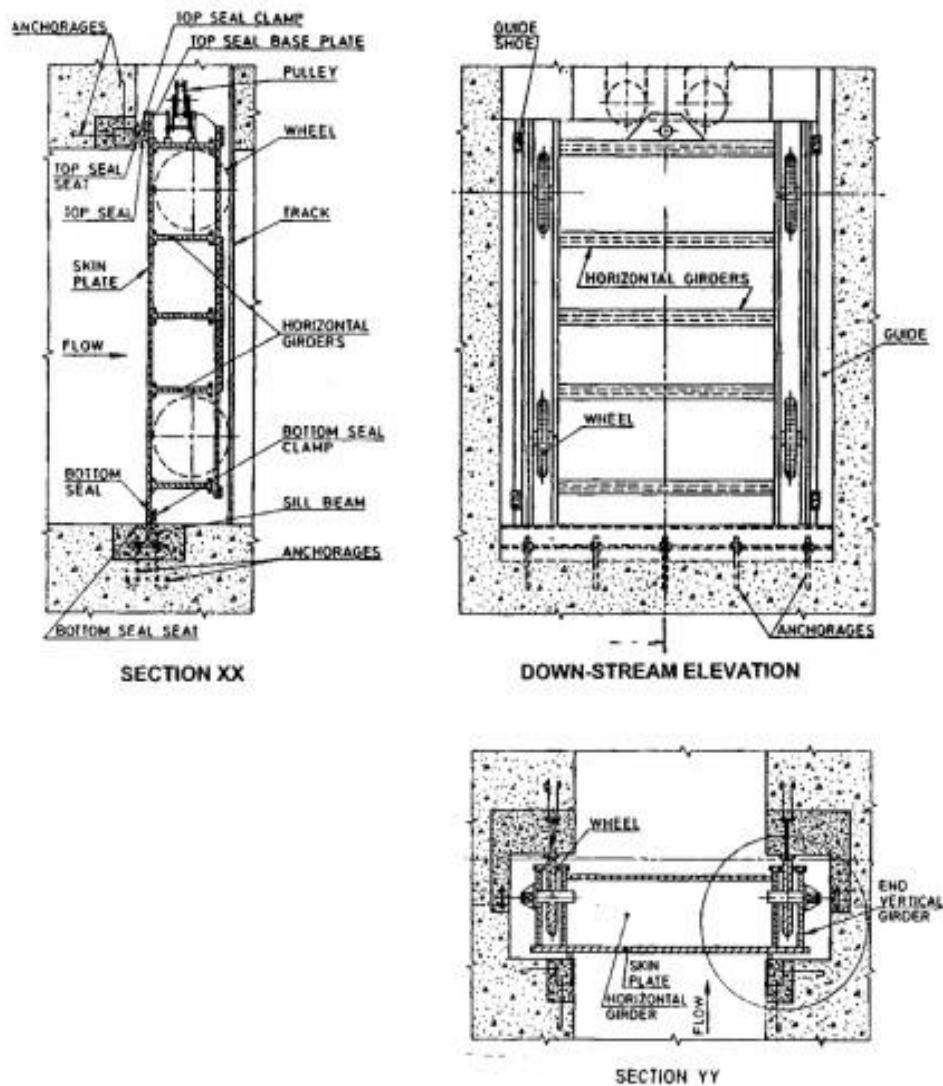 TOP SEAL CLAMP
ANCHORAGES
TOP SEAL BASE PLATE
PULLEY
WHEEL
TOP SEAL
SEAT
TOP SEAL
TRACK
SKIN
PLATE
HORIZONTAL
GIRDERS
FLOW
BOTTOM SEAL
CLAMP
BOTTOM
SEAL
SILL BEAM
ANCHORAGES
BOTTOM SEAL SEAT
SECTION XX
GUIDE
SHOE
HORIZONTAL GIRDERS
GUIDE
WHEEL
ANCHORAGES
DOWN-STREAM ELEVATION
WHEEL
END
VERTICAL
GIRDER
SKIN
PLATE
HORIZONTAL
GIRDER
FLOW
SECTION YY